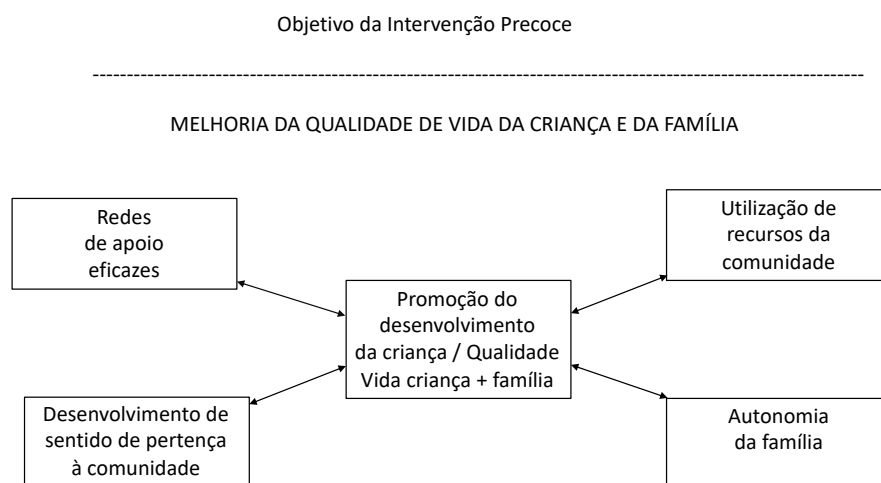 Objetivo da Intervenção Precoce
MELHORIA DA QUALIDADE DE VIDA DA CRIANÇA E DA FAMÍLIA
Redes
de apoio
eficazes
Utilização de
recursos da
comunidade
Promoção do
desenvolvimento
da criança / Qualidade
Vida criança + família
Desenvolvimento de
sentido de pertença
à comunidade
Autonomia
da família